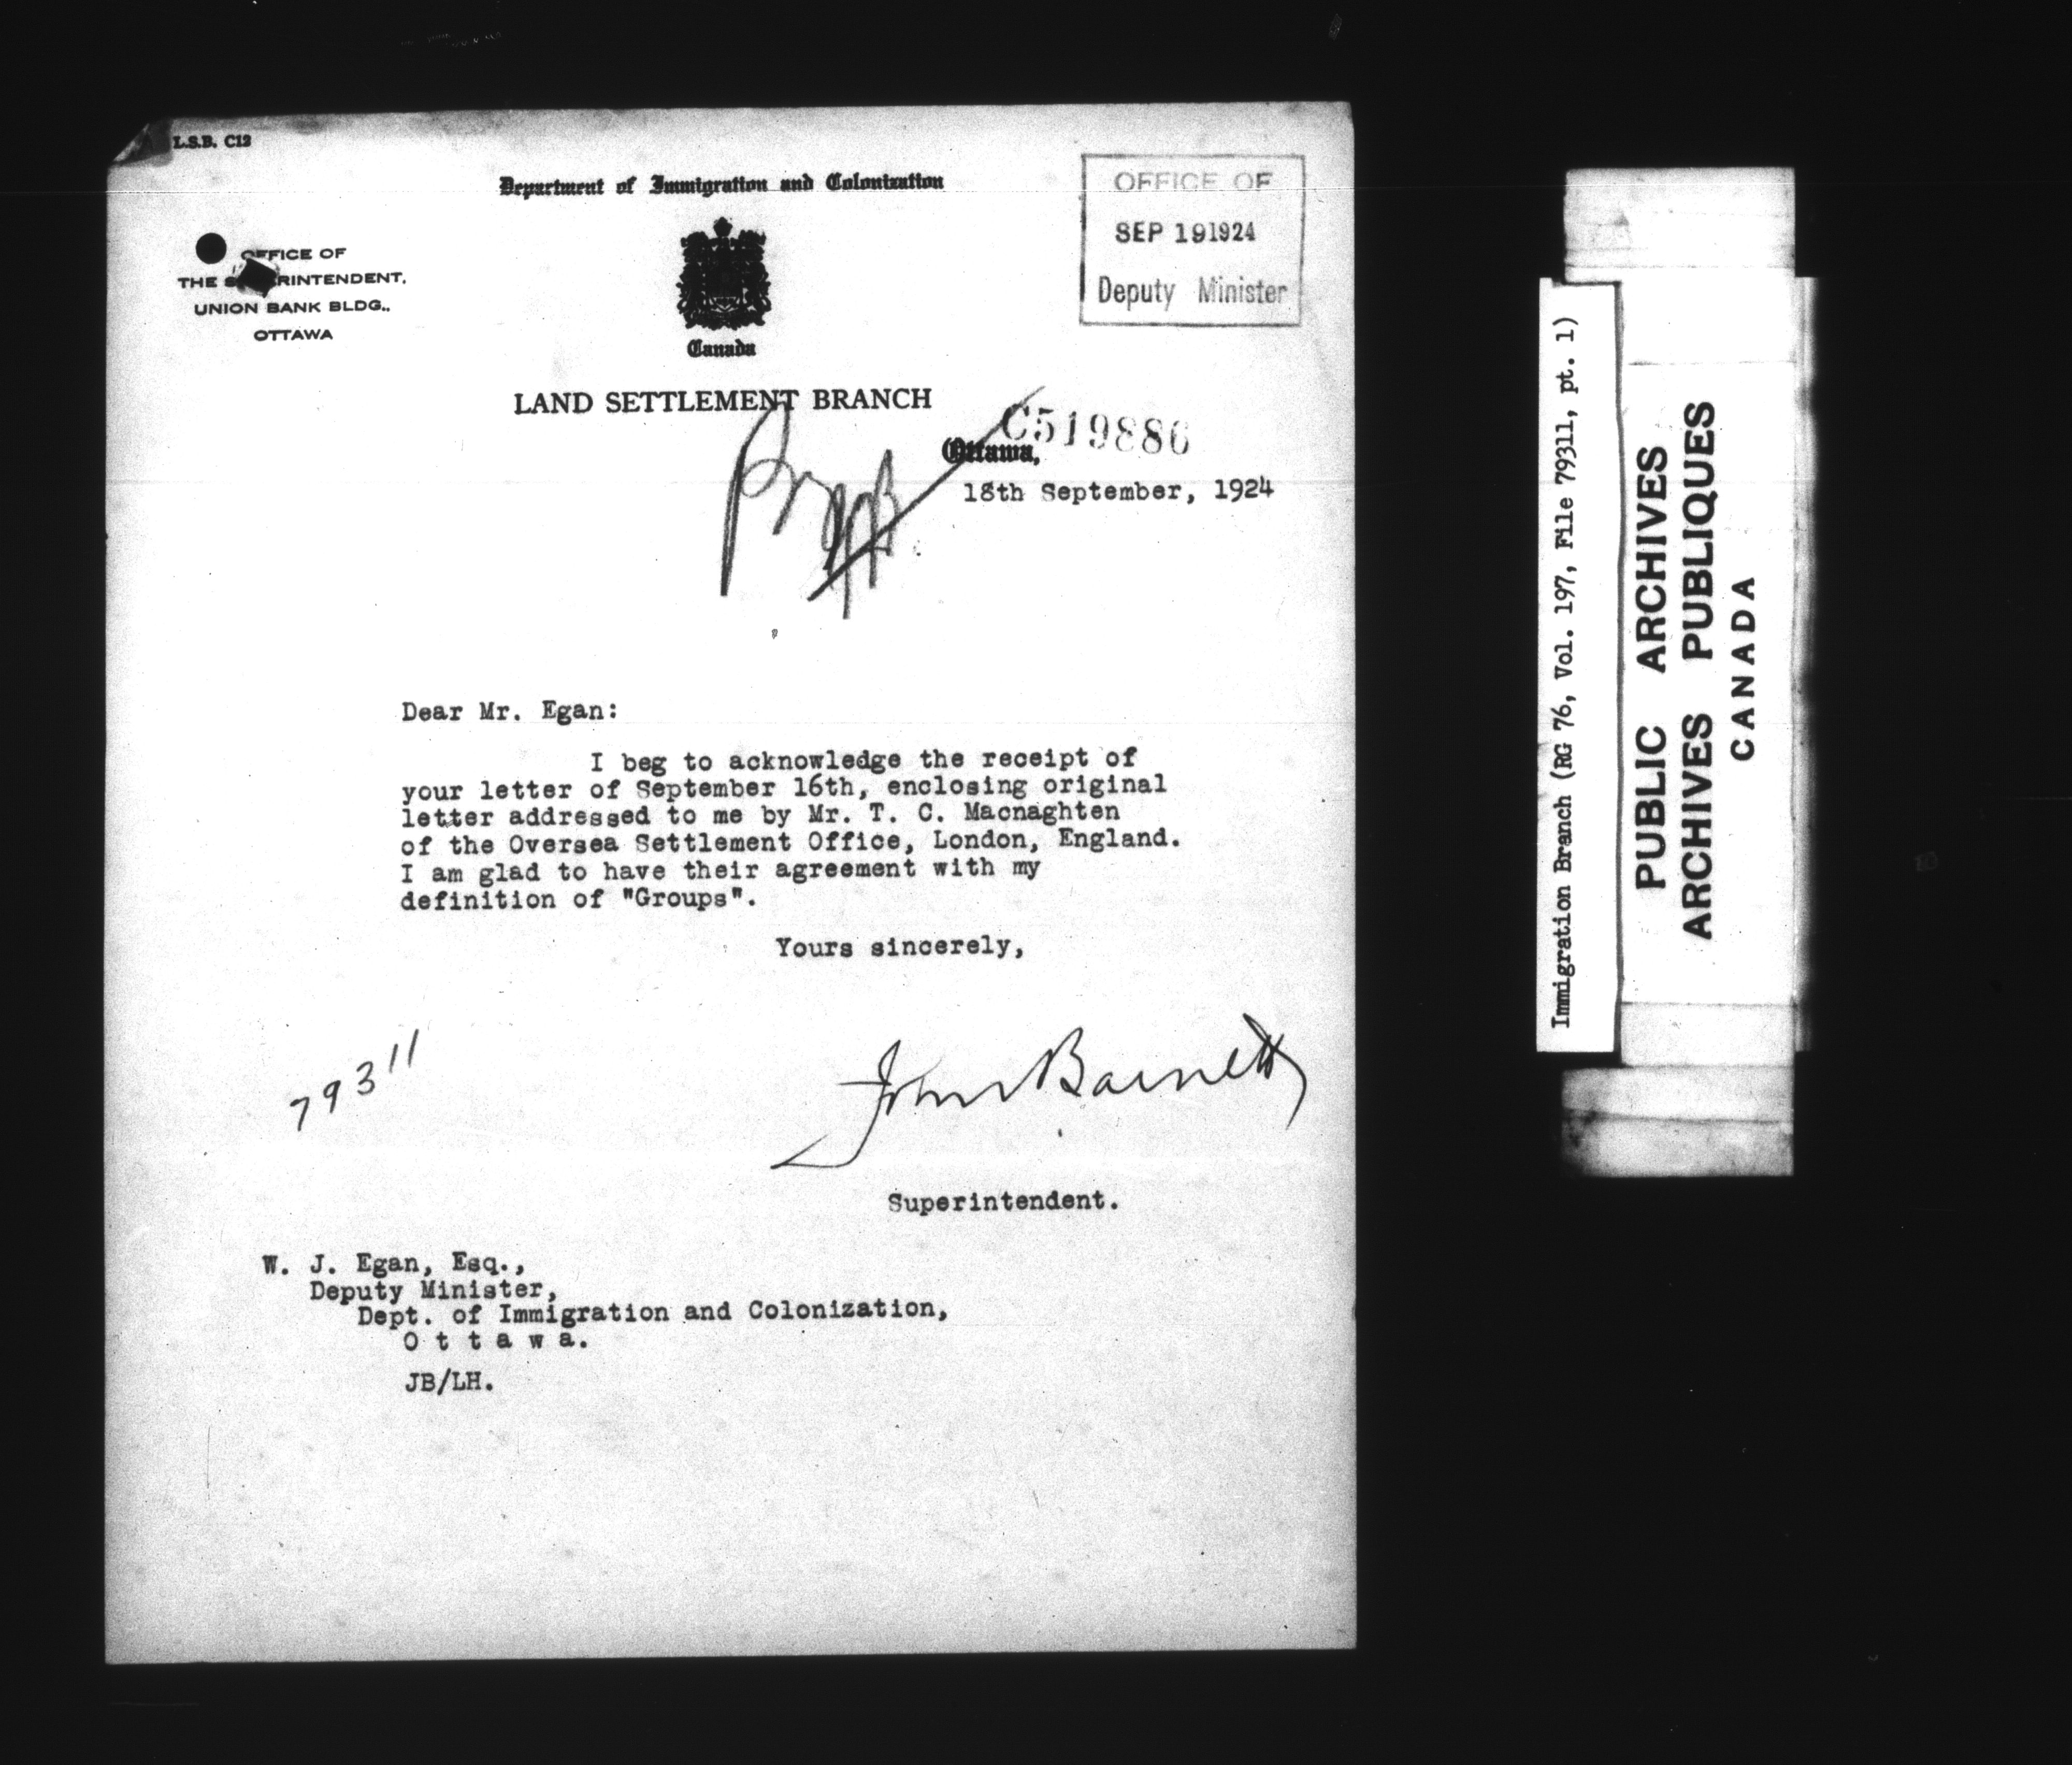 L.S.B. C12
Department of Immigration and Colonization
OFFICE OF
SEP 19 1924
Deputy Minister
OFFICE OF
THE S RINTENDENT,
UNION BANK BLDG.,
OTTAWA
Canada
LAND SETTLEMENT BRANCH
C519886
Ottawa,
18th September, 1924
Dear Mr. Egan:
I beg to acknowledge the receipt of
your letter of September 16th, enclosing original
letter addressed to me by Mr. T. C. Macnaghten
of the Oversea Settlement Office, London, England.
I am glad to have their agreement with my
definition of "Groups".
Yours sincerely,
79311
John Barnett
Superintendent.
W. J. Egan, Esq.,
Deputy Minister,
Dept. of Immigration and Colonization,
O t t a w a.
JB/LH.
Immigration Branch (RG 76, Vol. 197, File 79311, pt. 1)
PUBLIC ARCHIVES
ARCHIVES PUBLIQUES
CANADA